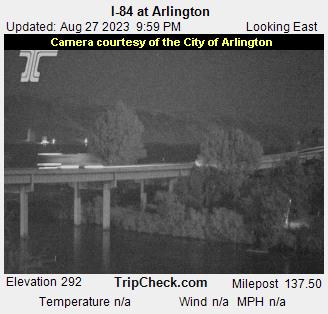 I-84 at Arlington
Updated: Aug 27 2023 9:59 PM Looking East
Camera courtesy of the City of Arlington
Elevation 292 TripCheck.com Milepost 137.50
Temperature n/a Wind n/a MPH n/a